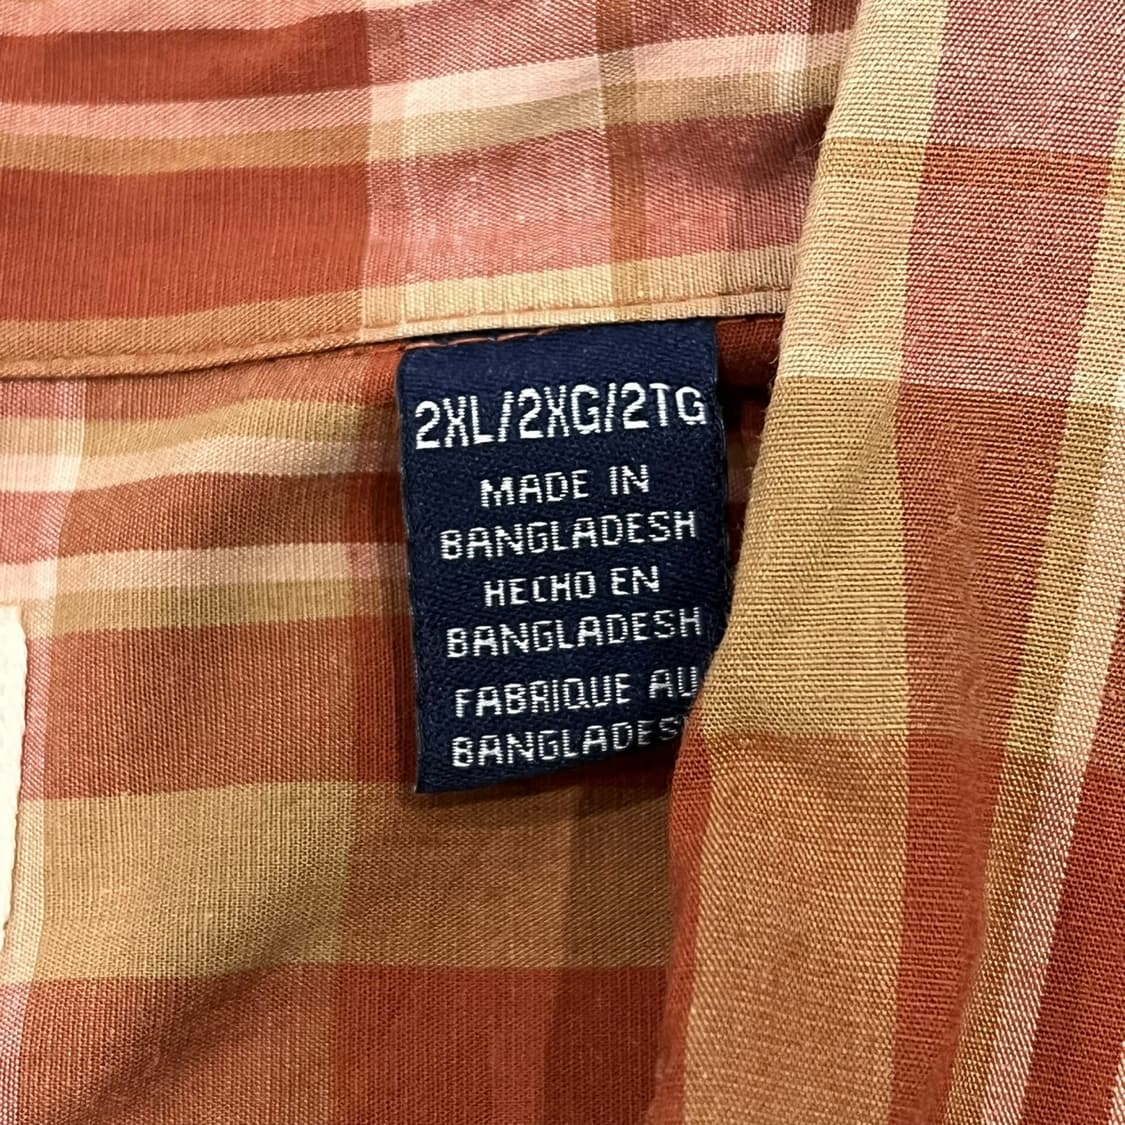 2XL/2XG/2TG
MADE IN
BANGLADESH
HECHO EN
BANGLADESH
FABRIQUE AU
BANGLADES